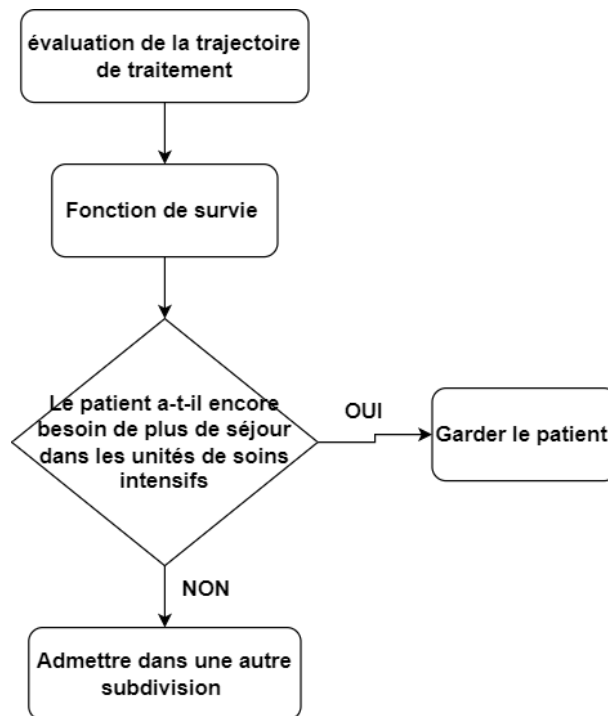 évaluation de la trajectoire
de traitement
Fonction de survie
Le patient a-t-il encore
besoin de plus de séjour
dans les unités de soins
intensifs
OUI
Garder le patient
NON
Admettre dans une autre
subdivision